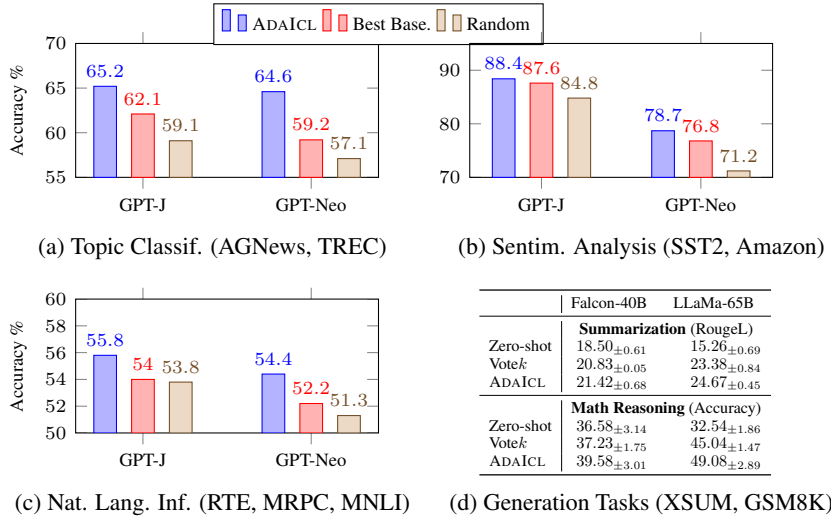 ADAICL Best Base. Random
70
65
60
55
Accuracy %
65.2 62.1 59.1 64.6 59.2 57.1
GPT-J GPT-Neo
(a) Topic Classif. (AGNews, TREC)
90
80
70
Accuracy %
88.4 87.6 84.8 78.7 76.8 71.2
GPT-J GPT-Neo
(b) Sentim. Analysis (SST2, Amazon)
60
58
56
54
52
50
Accuracy %
55.8 54 53.8 54.4 52.2 51.3
GPT-J GPT-Neo
(c) Nat. Lang. Inf. (RTE, MRPC, MNLI)
Falcon-40B LLaMa-65B
Summarization (RougeL)
Zero-shot 18.50±0.61 15.26±0.69
Votek 20.83±0.05 23.38±0.84
ADAICL 21.42±0.68 24.67±0.45
Math Reasoning (Accuracy)
Zero-shot 36.58±3.14 32.54±1.86
Votek 37.23±1.75 45.04±1.47
ADAICL 39.58±3.01 49.08±2.89
(d) Generation Tasks (XSUM, GSM8K)